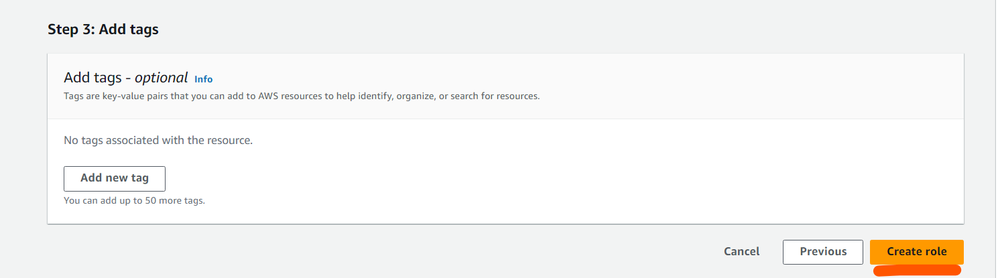 Step 3: Add tags
Add tags - optional Info
Tags are key-value pairs that you can add to AWS resources to help identify, organize, or search for resources.
No tags associated with the resource.
Add new tag
You can add up to 50 more tags.
Cancel Previous Create role